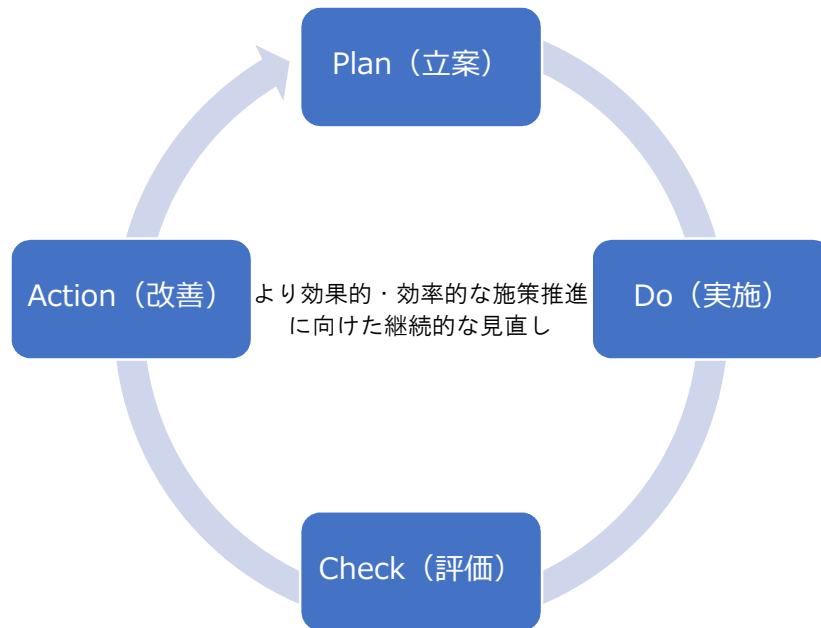 Plan（立案）
Do（実施）
Check（評価）
Action（改善）
より効果的・効率的な施策推進
に向けた継続的な見直し